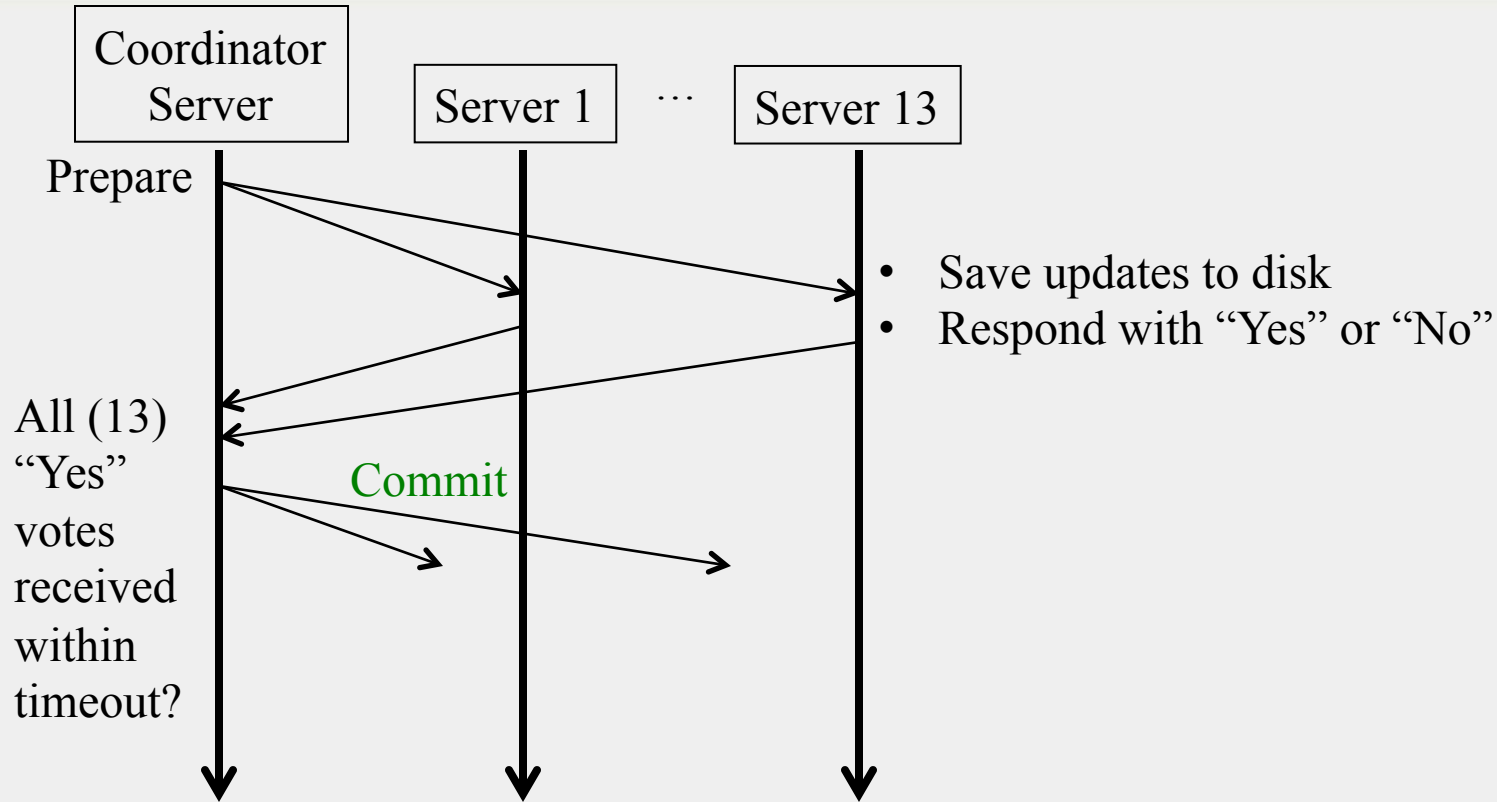 Coordinator
Server
Server 1
…
Server 13
Prepare
• Save updates to disk
• Respond with “Yes” or “No”
All (13)
“Yes”
votes
received
within
timeout?
Commit